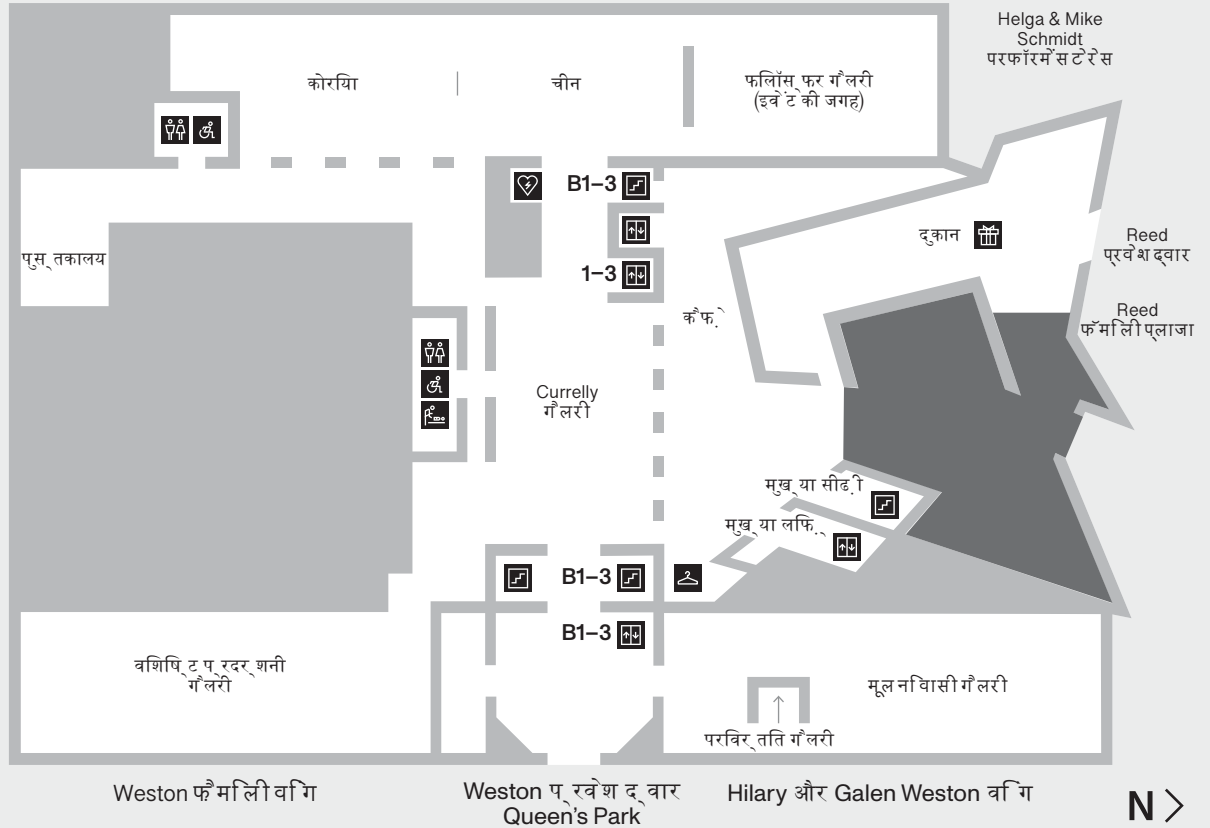 Helga & Mike
Schmidt
परफॉरमेंस टेरेस
कोरिया
चीन
फिलॉस्फर गैलरी
(इवेंट की जगह)
B1–3
दुकान
Reed
प्रवेश द्वार
पुस्तकालय
1–3
Reed
फॅमिली प्लाजा
कैफ़े
Currelly
गैलरी
मुख्या सीढ़ी
मुख्या लिफ़्
B1–3
B1–3
विशिष्ट प्रदर्शनी
गैलरी
मूल निवासी गैलरी
परिवर्तित गैलरी
Weston फ़ैमिली विंग
Weston प्रवेश द्वार
Queen's Park
Hilary और Galen Weston विंग
N